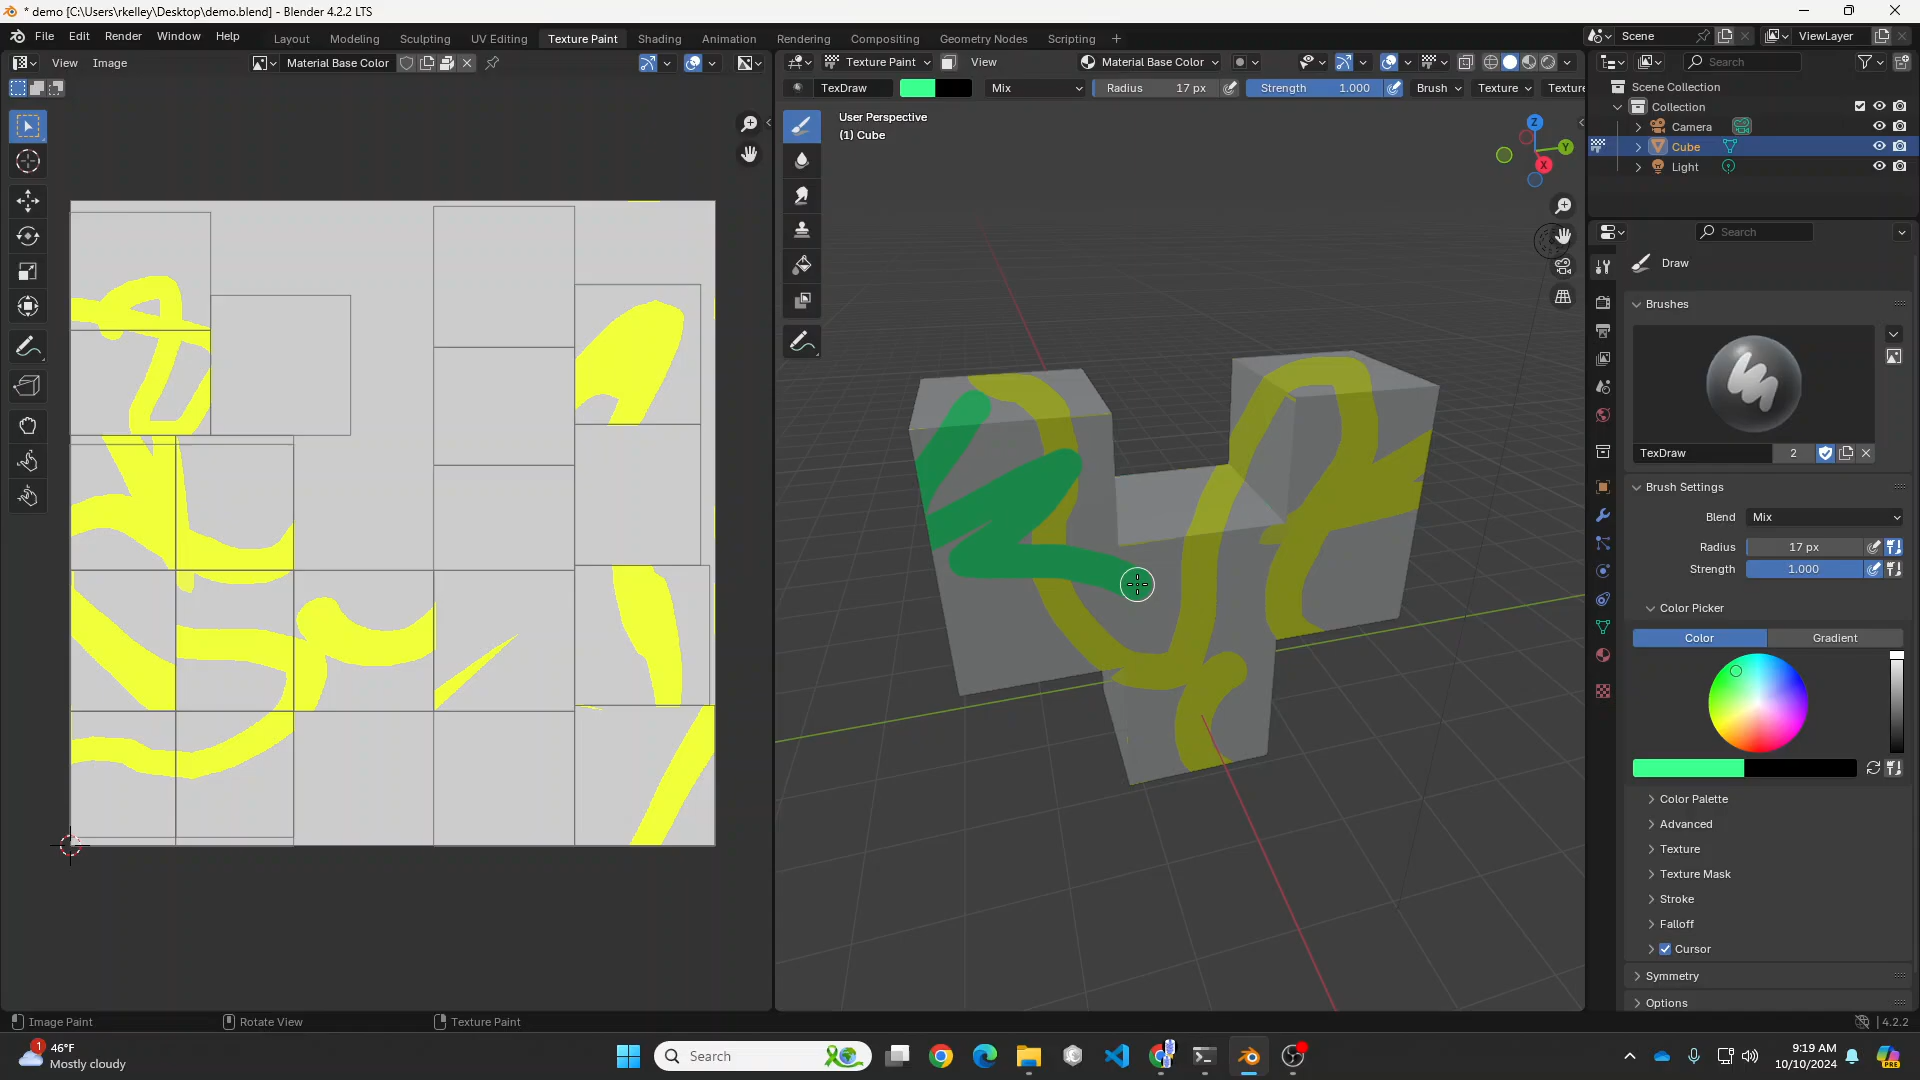 * demo [C:\Users\rkelley\Desktop\demo.blend] - Blender 4.2.2 LTS
File Edit Render Window Help
Layout Modeling Sculpting UV Editing Texture Paint Shading Animation Rendering Compositing Geometry Nodes Scripting +
Scene
ViewLayer
View Image
Material Base Color
Texture Paint View
Material Base Color
Search
TexDraw Mix Radius 17 px Strength 1.000 Brush Texture Texture
Scene Collection
Collection
Camera
Cube
Light
User Perspective
(1) Cube
Z
Y
X
Search
Draw
Brushes
TexDraw 2
Brush Settings
Blend Mix
Radius 17 px
Strength 1.000
Color Picker
Color Gradient
Color Palette
Advanced
Texture
Texture Mask
Stroke
Falloff
Cursor
Symmetry
Options
Image Paint Rotate View Texture Paint
4.2.2
1
46°F
Mostly cloudy
Search
9:19 AM
10/10/2024
PRE